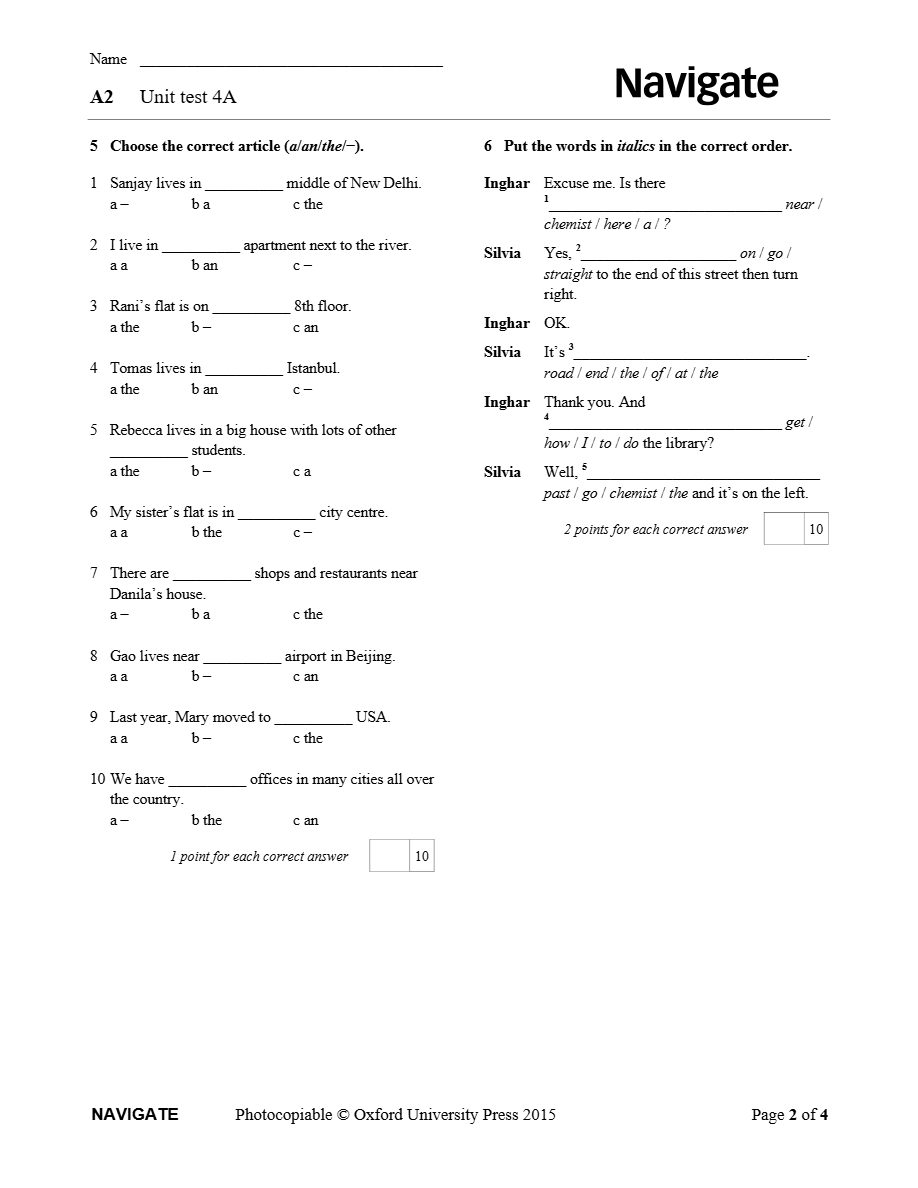 Name ______________________________________
Navigate
A2 Unit test 4A
5 Choose the correct article (a/an/the/–).
1 Sanjay lives in __________ middle of New Delhi.
a – b a c the
2 I live in __________ apartment next to the river.
a a b an c –
3 Rani’s flat is on __________ 8th floor.
a the b – c an
4 Tomas lives in __________ Istanbul.
a the b an c –
5 Rebecca lives in a big house with lots of other
__________ students.
a the b – c a
6 My sister’s flat is in __________ city centre.
a a b the c –
7 There are __________ shops and restaurants near
Danila’s house.
a – b a c the
8 Gao lives near __________ airport in Beijing.
a a b – c an
9 Last year, Mary moved to __________ USA.
a a b – c the
10 We have __________ offices in many cities all over
the country.
a – b the c an
1 point for each correct answer 10
6 Put the words in italics in the correct order.
Inghar Excuse me. Is there
1______________________________ near /
chemist / here / a / ?
Silvia Yes, 2____________________ on / go /
straight to the end of this street then turn
right.
Inghar OK.
Silvia It’s 3______________________________.
road / end / the / of / at / the
Inghar Thank you. And
4______________________________ get /
how / I / to / do the library?
Silvia Well, 5______________________________
past / go / chemist / the and it’s on the left.
2 points for each correct answer 10
NAVIGATE Photocopiable © Oxford University Press 2015 Page 2 of 4